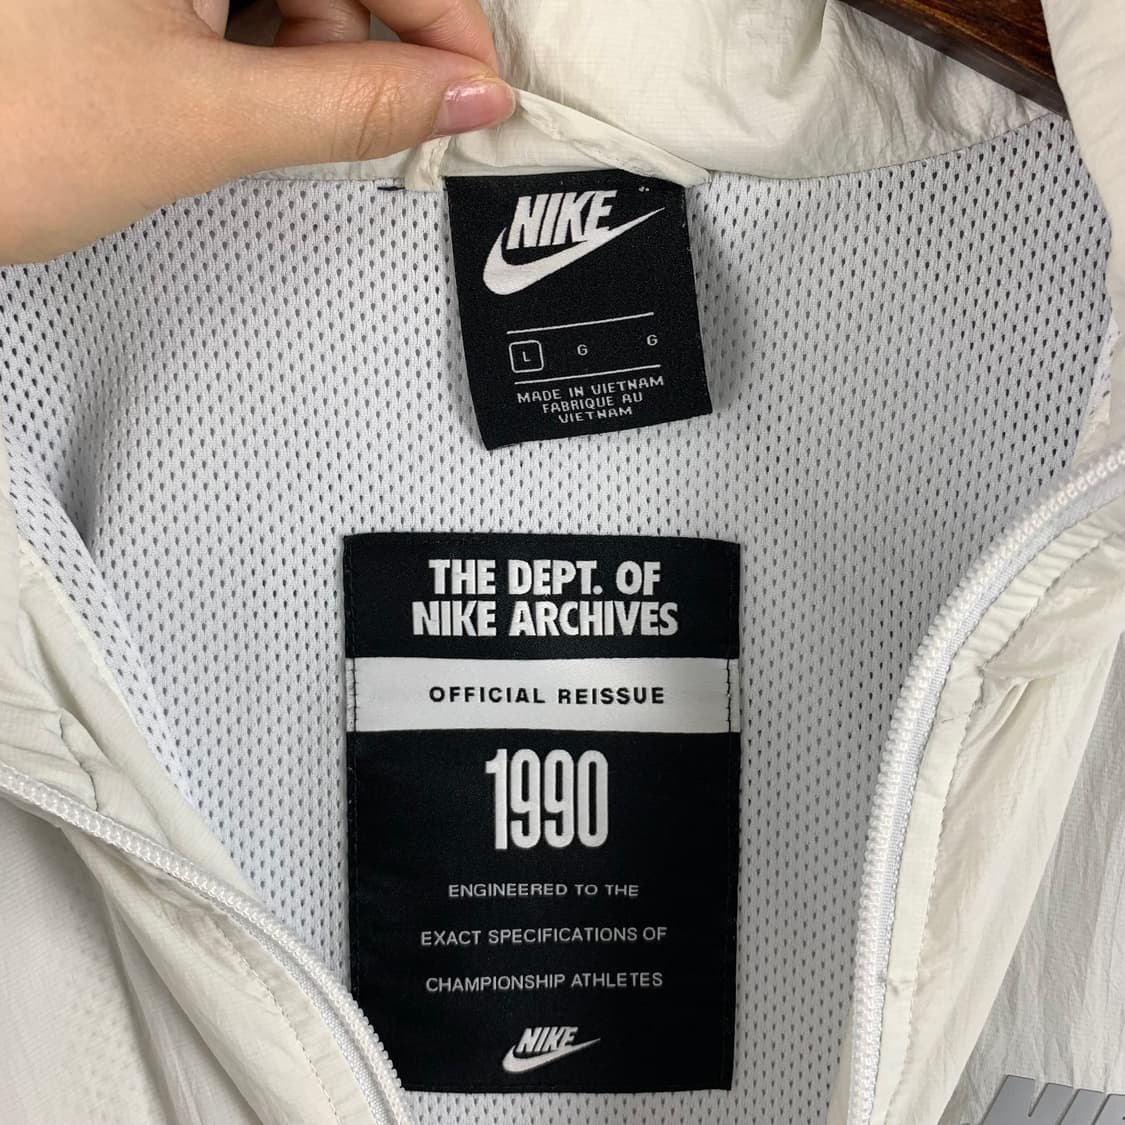 NIKE
L G G
MADE IN VIETNAM
FABRIQUE AU
VIETNAM
THE DEPT. OF
NIKE ARCHIVES
OFFICIAL REISSUE
1990
ENGINEERED TO THE
EXACT SPECIFICATIONS OF
CHAMPIONSHIP ATHLETES
NIKE